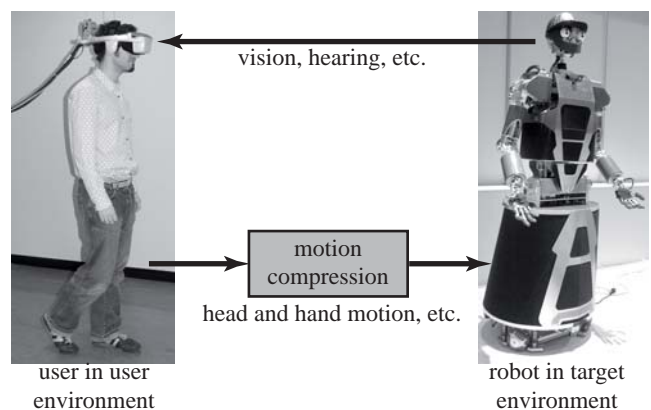 vision, hearing, etc.
motion
compression
head and hand motion, etc.
user in user
environment
robot in target
environment